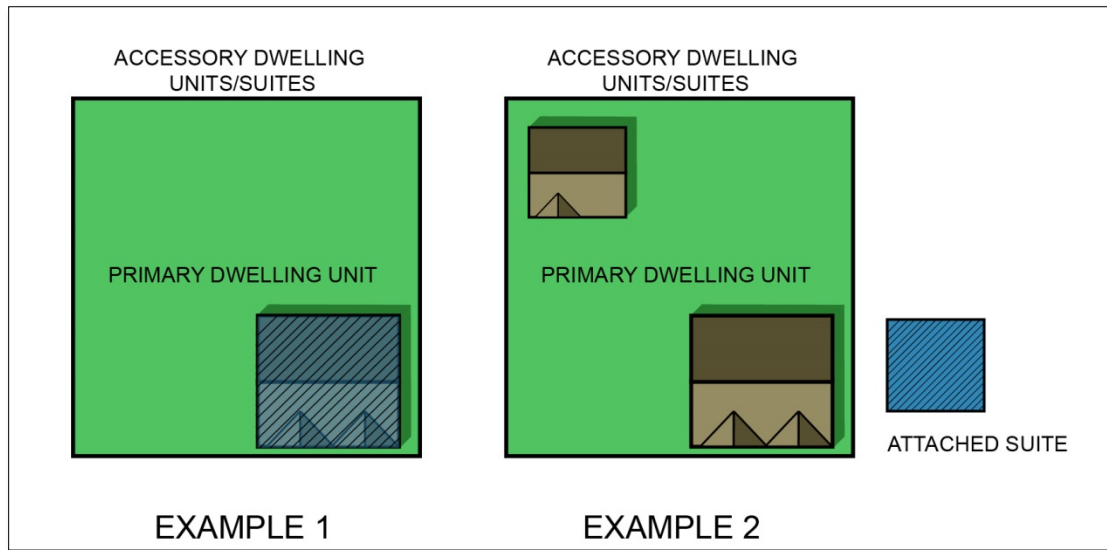 ACCESSORY DWELLING
UNITS/SUITES
PRIMARY DWELLING UNIT
EXAMPLE 1
ACCESSORY DWELLING
UNITS/SUITES
PRIMARY DWELLING UNIT
EXAMPLE 2
ATTACHED SUITE